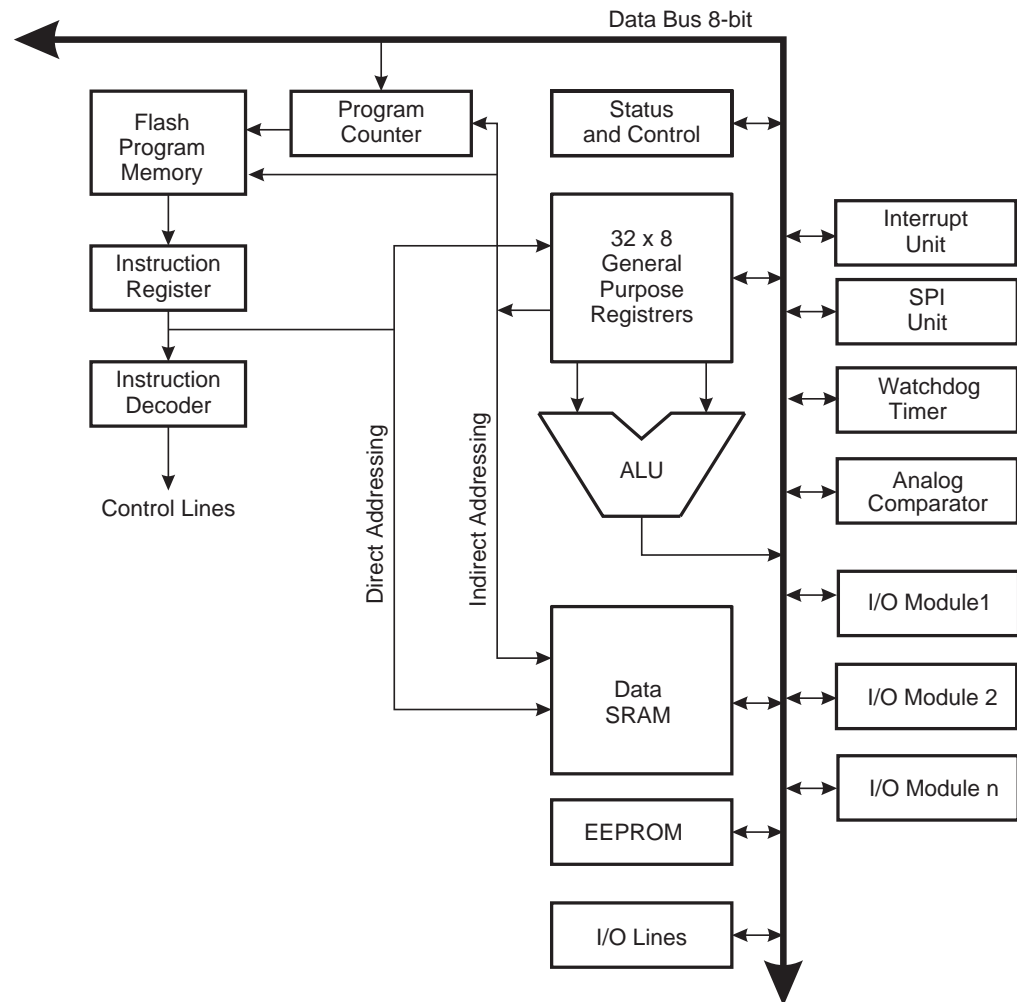 Data Bus 8-bit
Flash
Program
Memory
Program
Counter
Status
and Control
Interrupt
Unit
32 x 8
General
Purpose
Registrers
Instruction
Register
SPI
Unit
Instruction
Decoder
Watchdog
Timer
ALU
Analog
Comparator
Control Lines
Direct Addressing
Indirect Addressing
I/O Module1
Data
SRAM
I/O Module 2
I/O Module n
EEPROM
I/O Lines